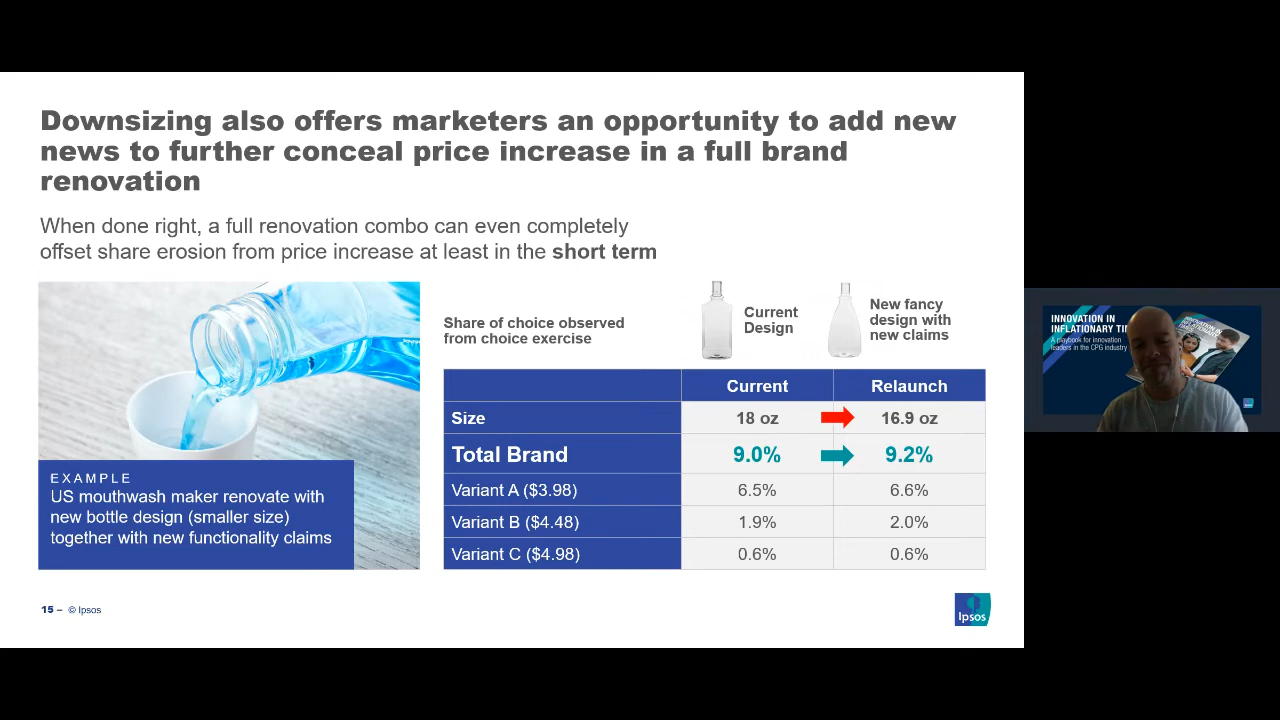 Downsizing also offers marketers an opportunity to add new
news to further conceal price increase in a full brand
renovation
When done right, a full renovation combo can even completely
offset share erosion from price increase at least in the short term
EXAMPLE
US mouthwash maker renovate with
new bottle design (smaller size)
together with new functionality claims
Share of choice observed
from choice exercise
Current
Design
New fancy
design with
new claims
Current Relaunch
Size 18 oz 16.9 oz
Total Brand 9.0% 9.2%
Variant A ($3.98) 6.5% 6.6%
Variant B ($4.48) 1.9% 2.0%
Variant C ($4.98) 0.6% 0.6%
15 – © Ipsos
Ipsos
INNOVATION IN
INFLATIONARY
A playbook for innovation
leaders in the CPG industry